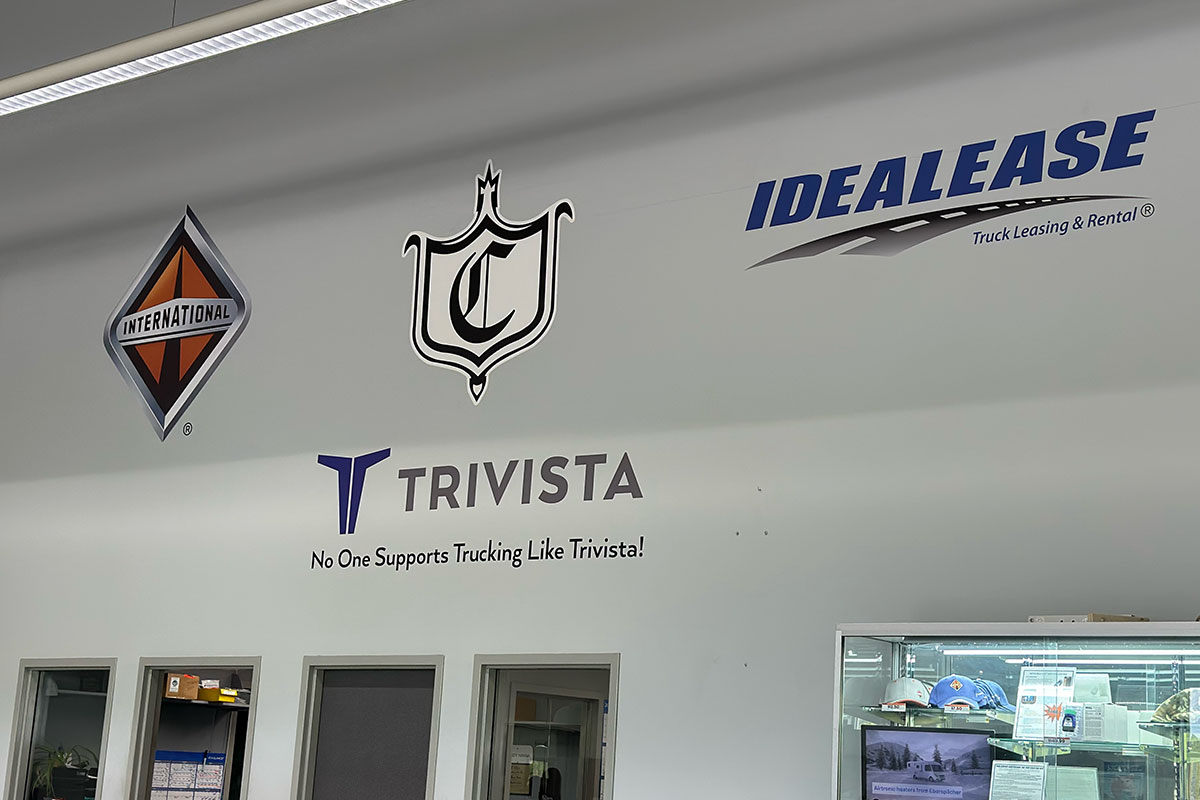 IDEALEASE
Truck Leasing & Rental ®
INTERNATIONAL
®
C
TRIVISTA
No One Supports Trucking Like Trivista!
Airtronic heaters from Eberspächer